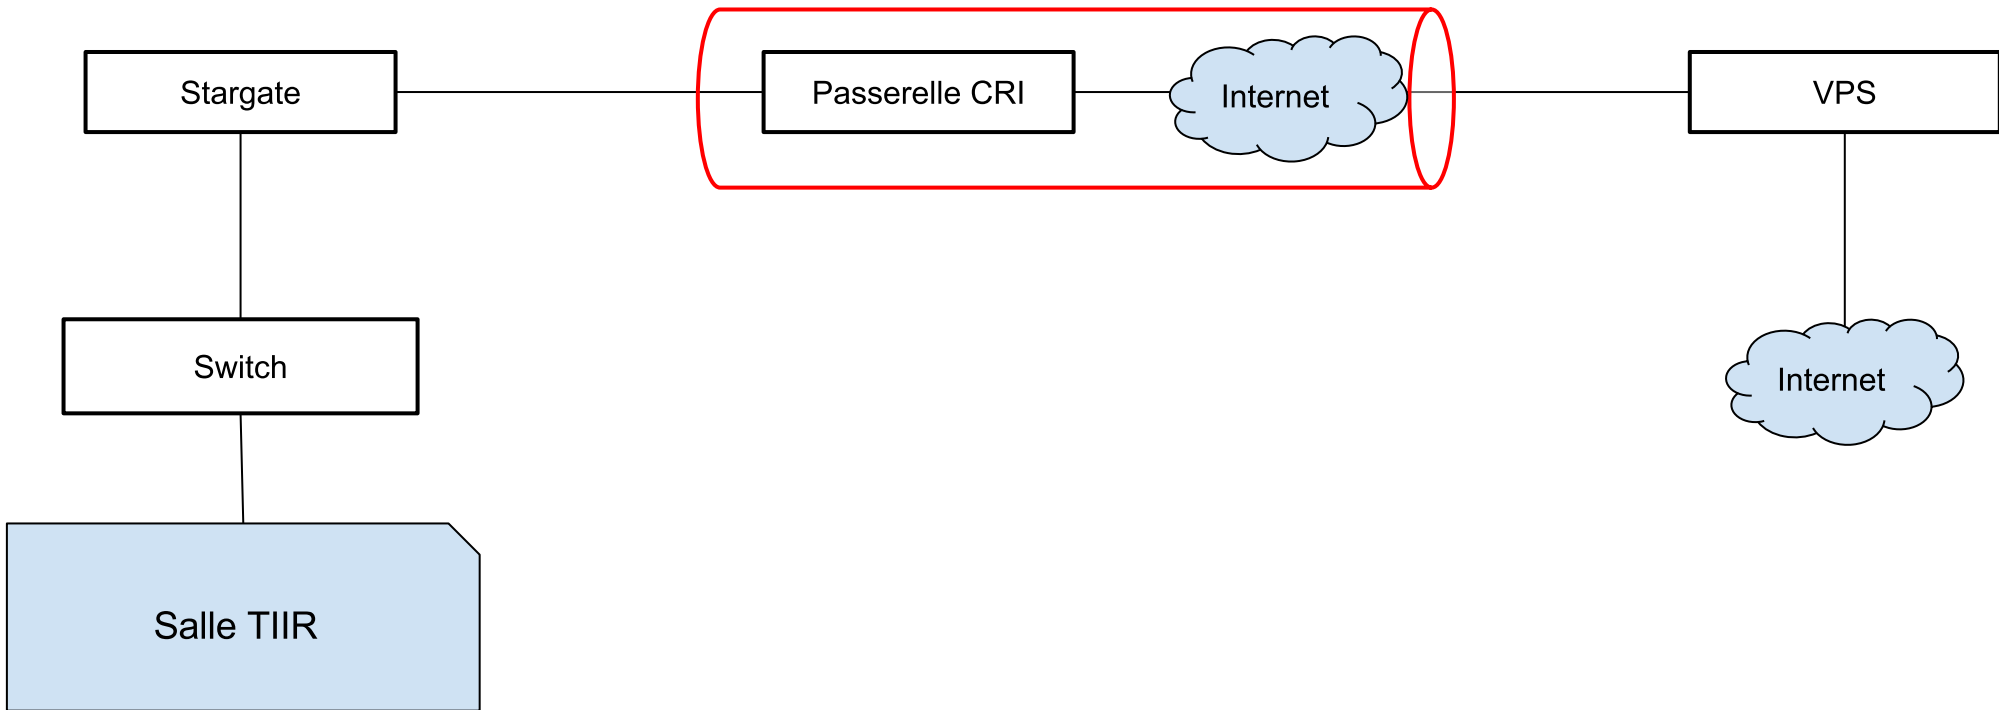 Stargate
Passerelle CRI
Internet
VPS
Switch
Internet
Salle TIIR